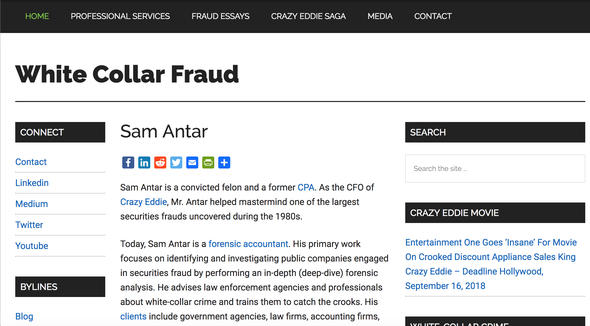 HOME PROFESSIONAL SERVICES FRAUD ESSAYS CRAZY EDDIE SAGA MEDIA CONTACT
White Collar Fraud
CONNECT
Contact
Linkedin
Medium
Twitter
Youtube
BYLINES
Blog
Sam Antar
Sam Antar is a convicted felon and a former CPA. As the CFO of
Crazy Eddie, Mr. Antar helped mastermind one of the largest
securities frauds uncovered during the 1980s.
Today, Sam Antar is a forensic accountant. His primary work
focuses on identifying and investigating public companies engaged
in securities fraud by performing an in-depth (deep-dive) forensic
analysis. He advises law enforcement agencies and professionals
about white-collar crime and trains them to catch the crooks. His
clients include government agencies, law firms, accounting firms,
SEARCH
Search the site ...
CRAZY EDDIE MOVIE
Entertainment One Goes 'Insane' For Movie
On Crooked Discount Appliance Sales King
Crazy Eddie – Deadline Hollywood,
September 16, 2018
WHITE-COLLAR CRIME